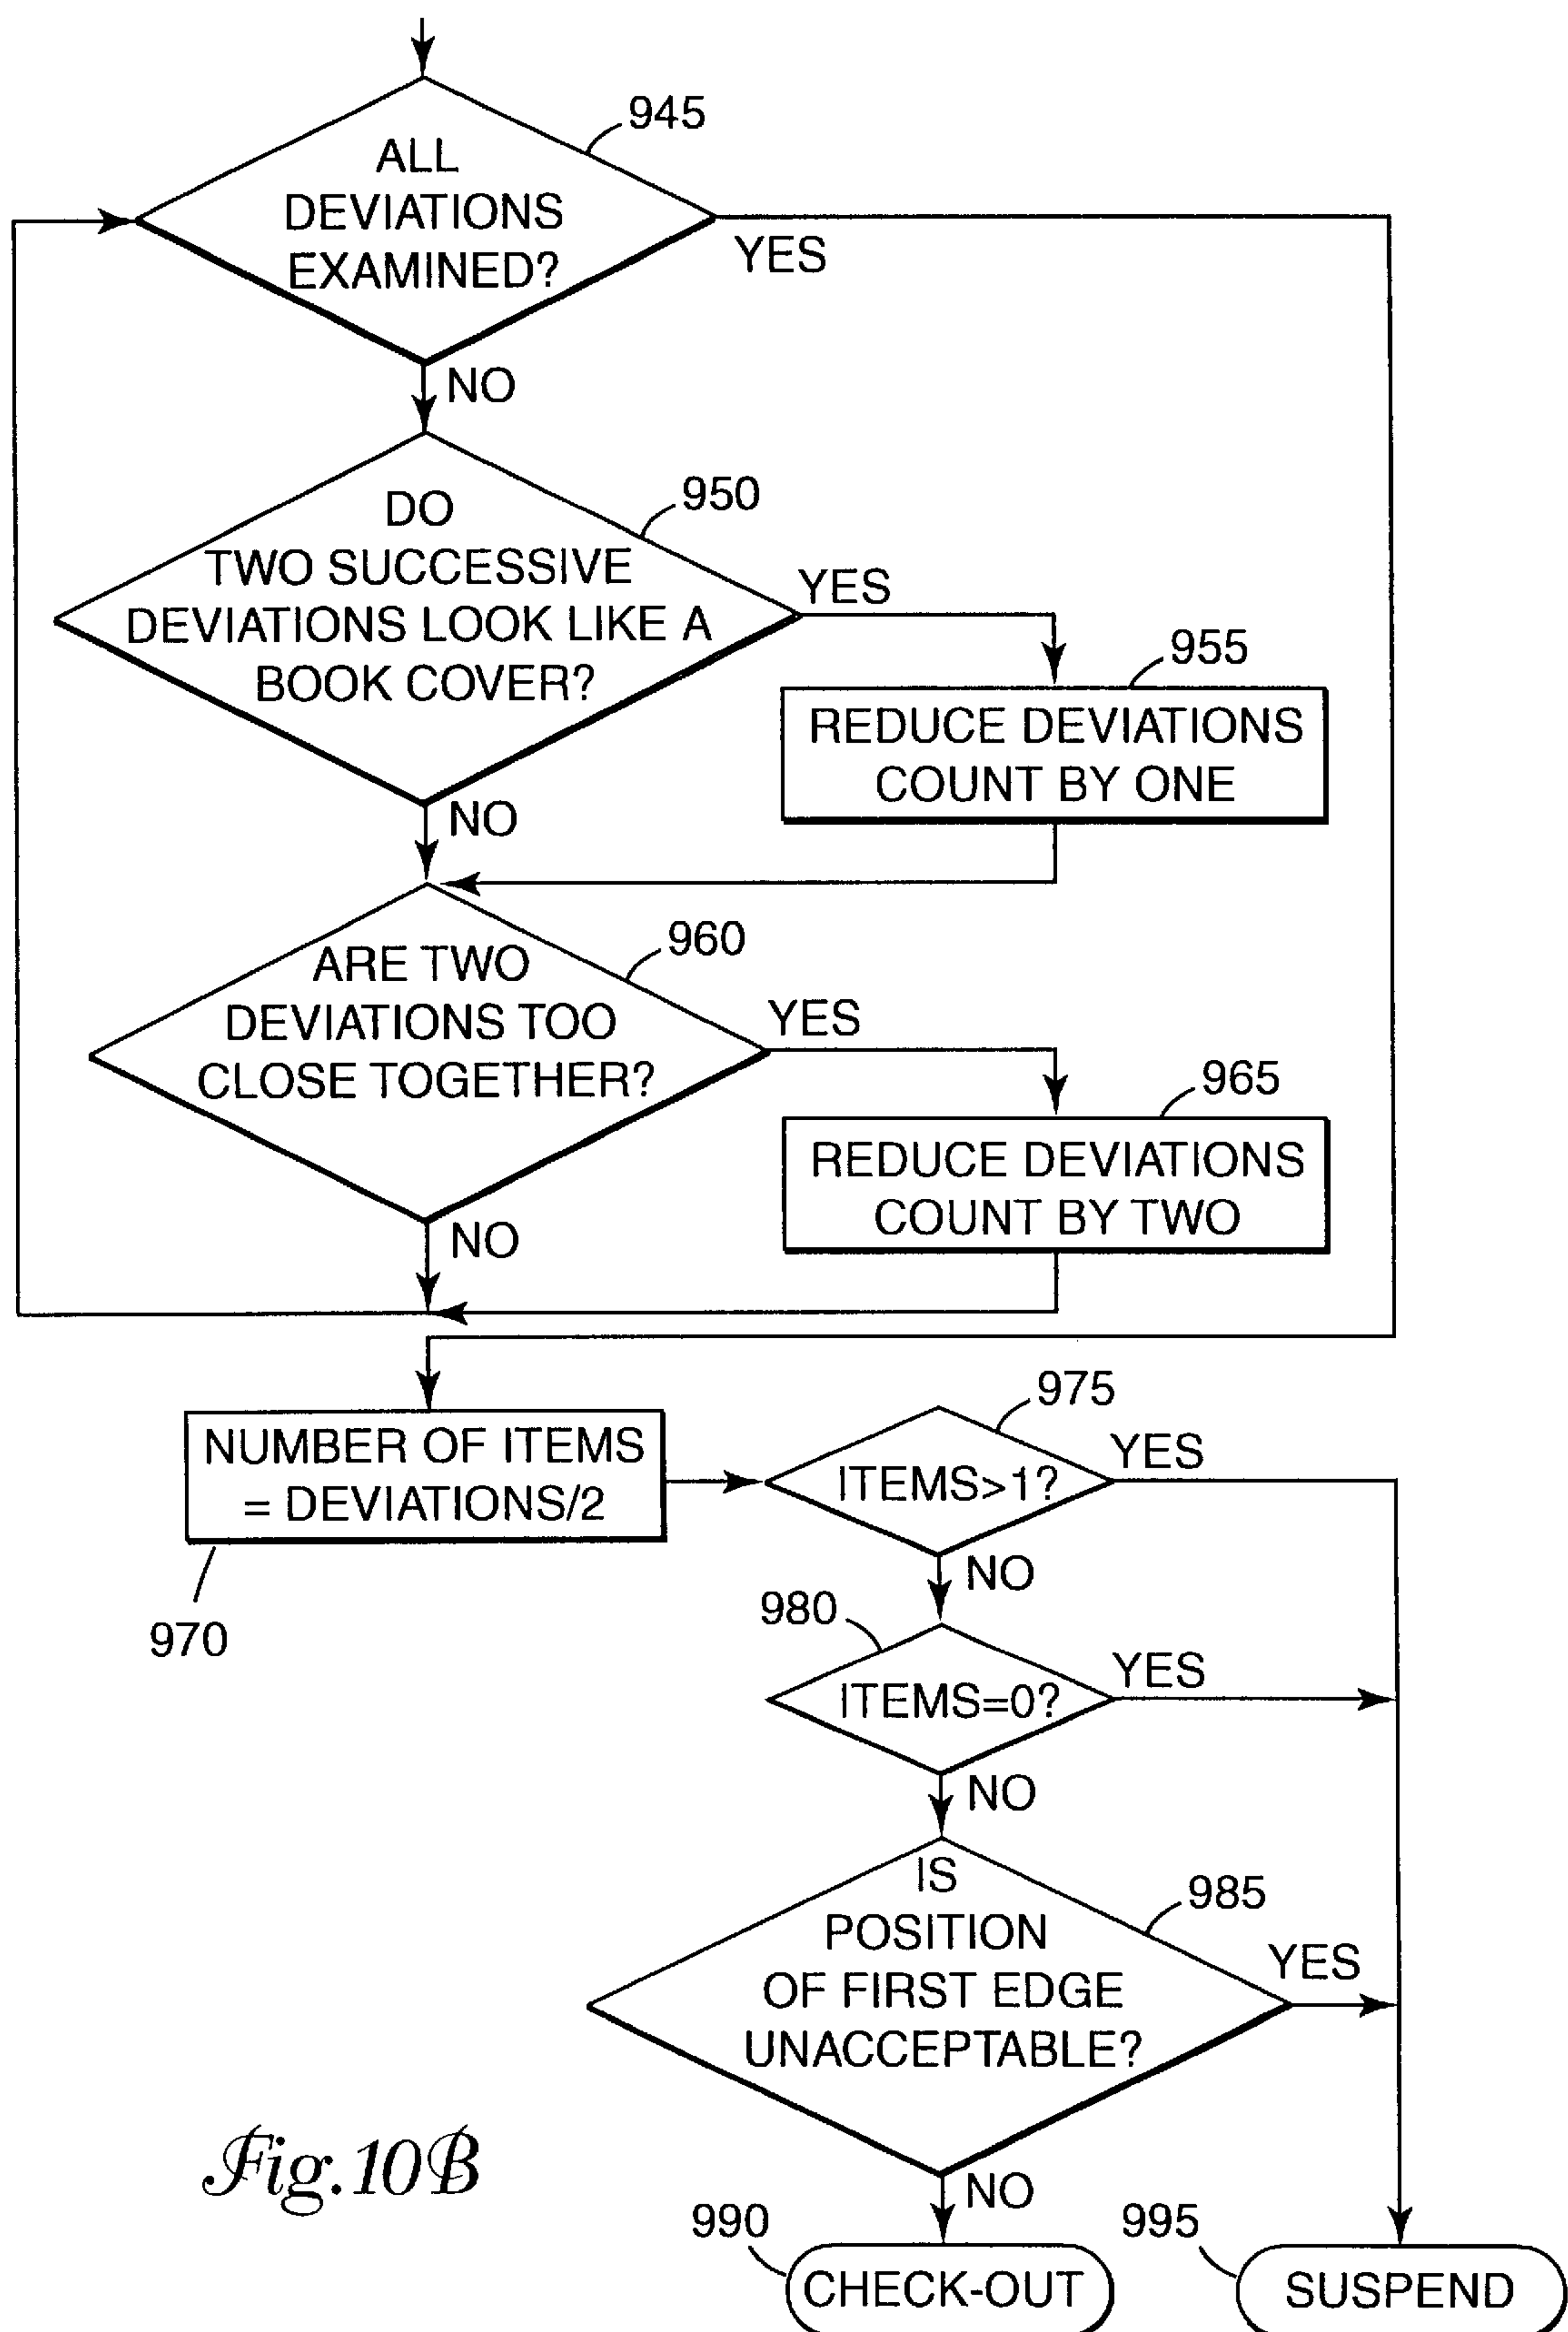 945
ALL
DEVIATIONS
EXAMINED?
YES
NO
950
DO
TWO SUCCESSIVE
DEVIATIONS LOOK LIKE A
BOOK COVER?
YES
955
REDUCE DEVIATIONS
COUNT BY ONE
NO
960
ARE TWO
DEVIATIONS TOO
CLOSE TOGETHER?
YES
965
REDUCE DEVIATIONS
COUNT BY TWO
NO
NUMBER OF ITEMS
= DEVIATIONS/2
970
975
ITEMS>1?
YES
NO
980
ITEMS=0?
YES
NO
985
IS
POSITION
OF FIRST EDGE
UNACCEPTABLE?
YES
NO
990
CHECK-OUT
995
SUSPEND
Fig.10B